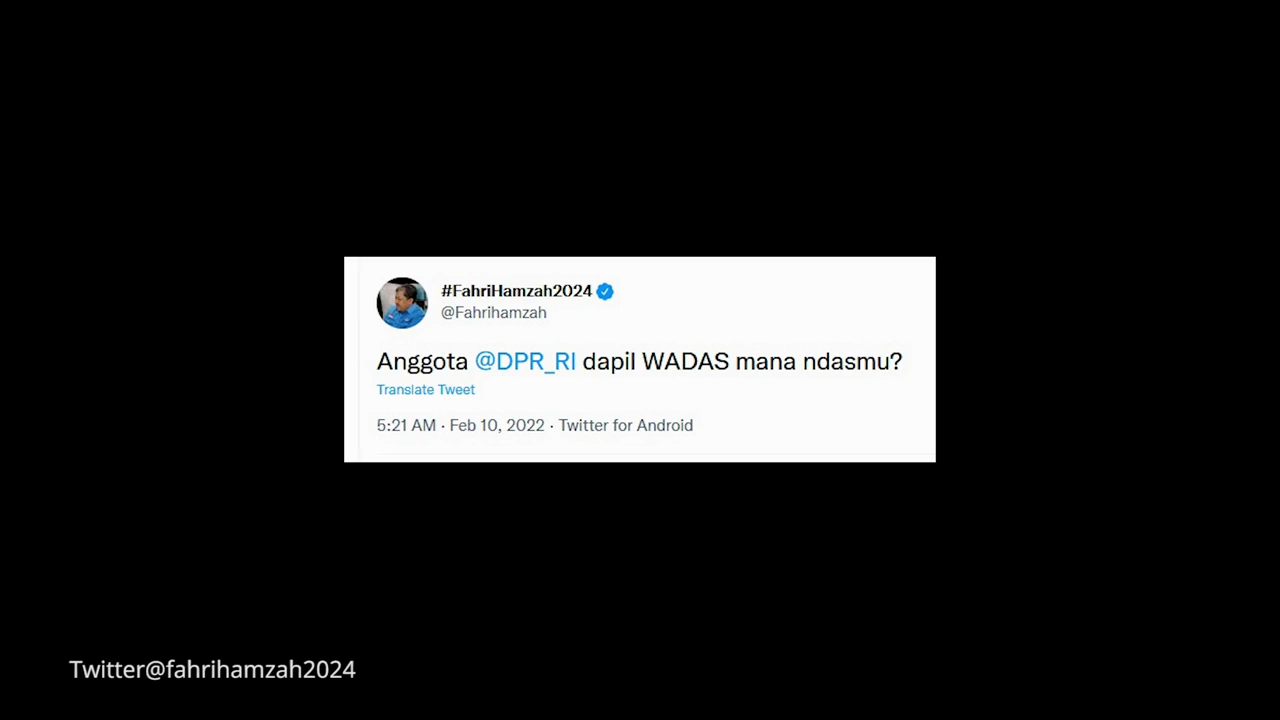 #FahriHamzah2024
@Fahrihamzah
Anggota @DPR_RI dapil WADAS mana ndasmu?
Translate Tweet
5:21 AM · Feb 10, 2022 · Twitter for Android
Twitter@fahrihamzah2024